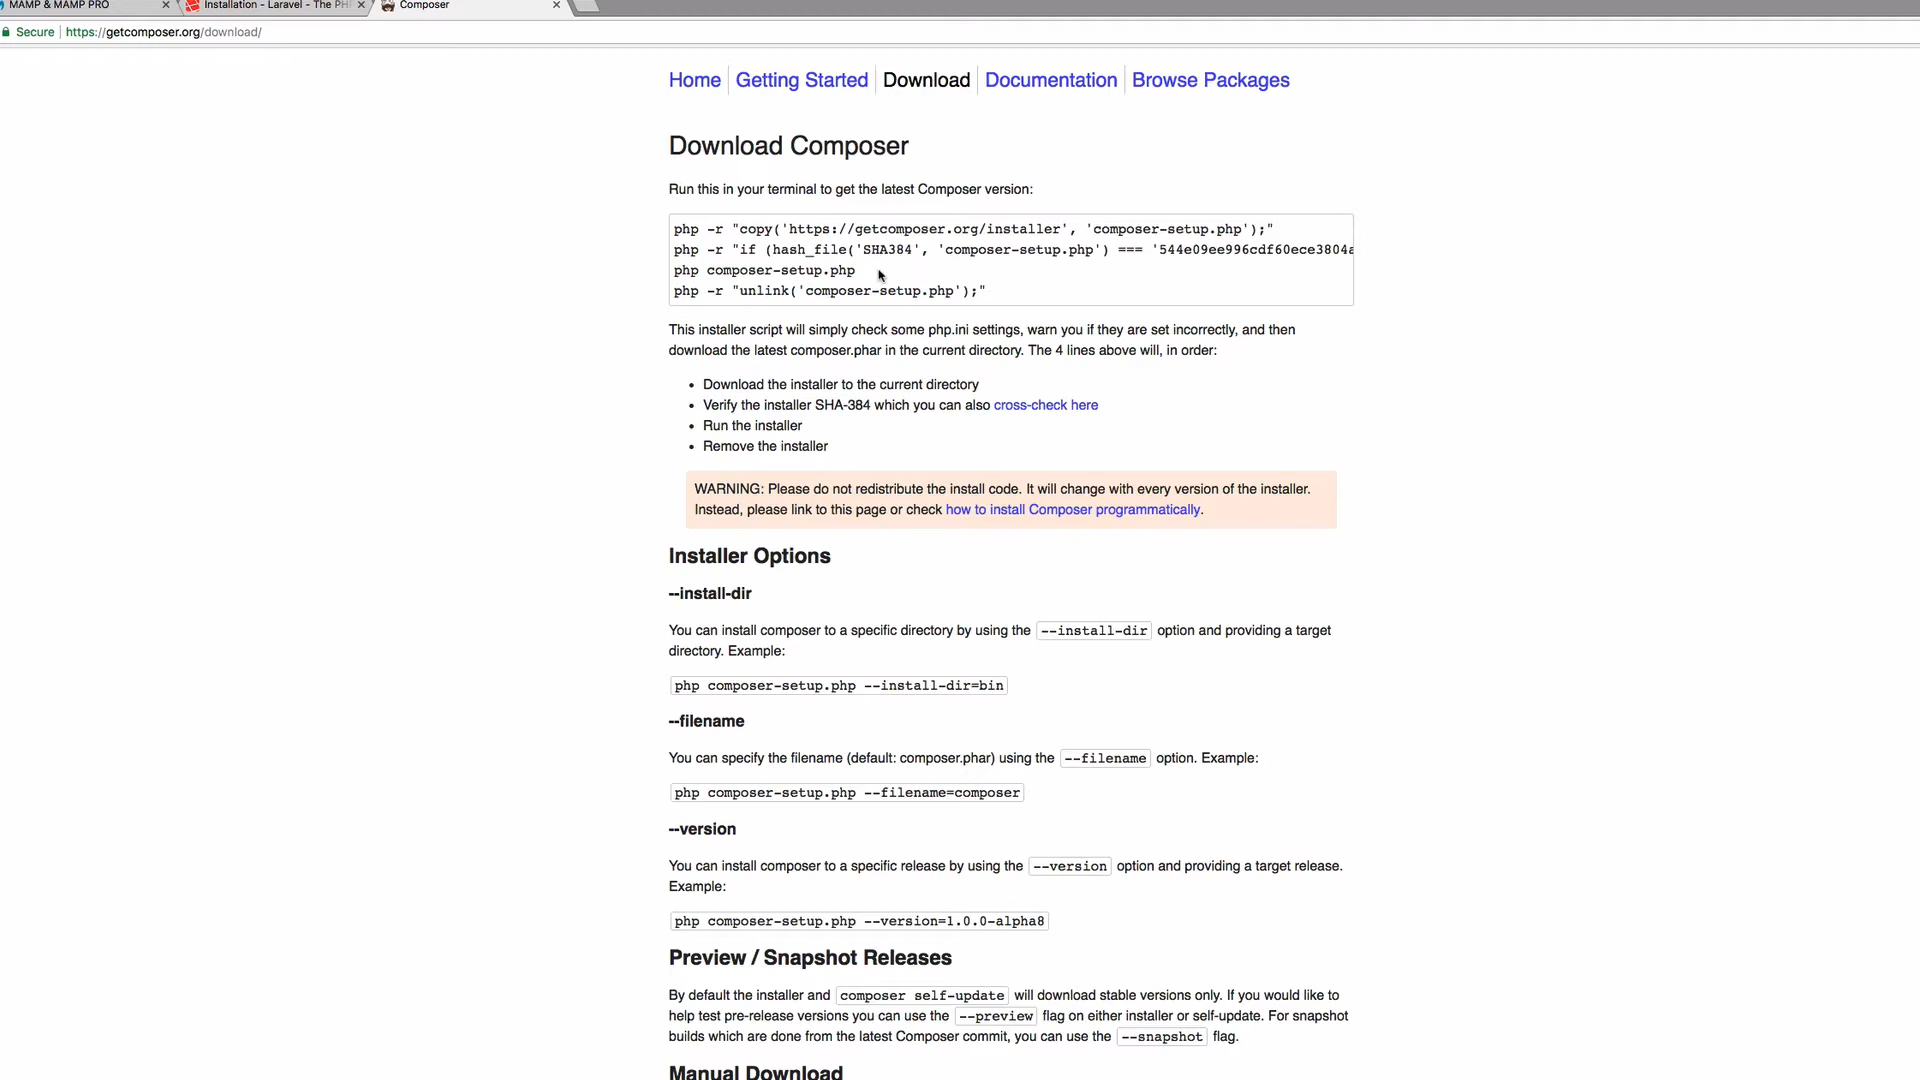 MAMP & MAMP PRO
Installation - Laravel - The PH
Composer
Secure
https://getcomposer.org/download/
Home
Getting Started
Download
Documentation
Browse Packages
Download Composer
Run this in your terminal to get the latest Composer version:
php -r "copy('https://getcomposer.org/installer', 'composer-setup.php');"
php -r "if (hash_file('SHA384', 'composer-setup.php') === '544e09ee996cdf60ece3804a
php composer-setup.php
php -r "unlink('composer-setup.php');"
This installer script will simply check some php.ini settings, warn you if they are set incorrectly, and then
download the latest composer.phar in the current directory. The 4 lines above will, in order:
• Download the installer to the current directory
• Verify the installer SHA-384 which you can also cross-check here
• Run the installer
• Remove the installer
WARNING: Please do not redistribute the install code. It will change with every version of the installer.
Instead, please link to this page or check how to install Composer programmatically.
Installer Options
--install-dir
You can install composer to a specific directory by using the --install-dir option and providing a target
directory. Example:
php composer-setup.php --install-dir=bin
--filename
You can specify the filename (default: composer.phar) using the --filename option. Example:
php composer-setup.php --filename=composer
--version
You can install composer to a specific release by using the --version option and providing a target release.
Example:
php composer-setup.php --version=1.0.0-alpha8
Preview / Snapshot Releases
By default the installer and composer self-update will download stable versions only. If you would like to
help test pre-release versions you can use the --preview flag on either installer or self-update. For snapshot
builds which are done from the latest Composer commit, you can use the --snapshot flag.
Manual Download